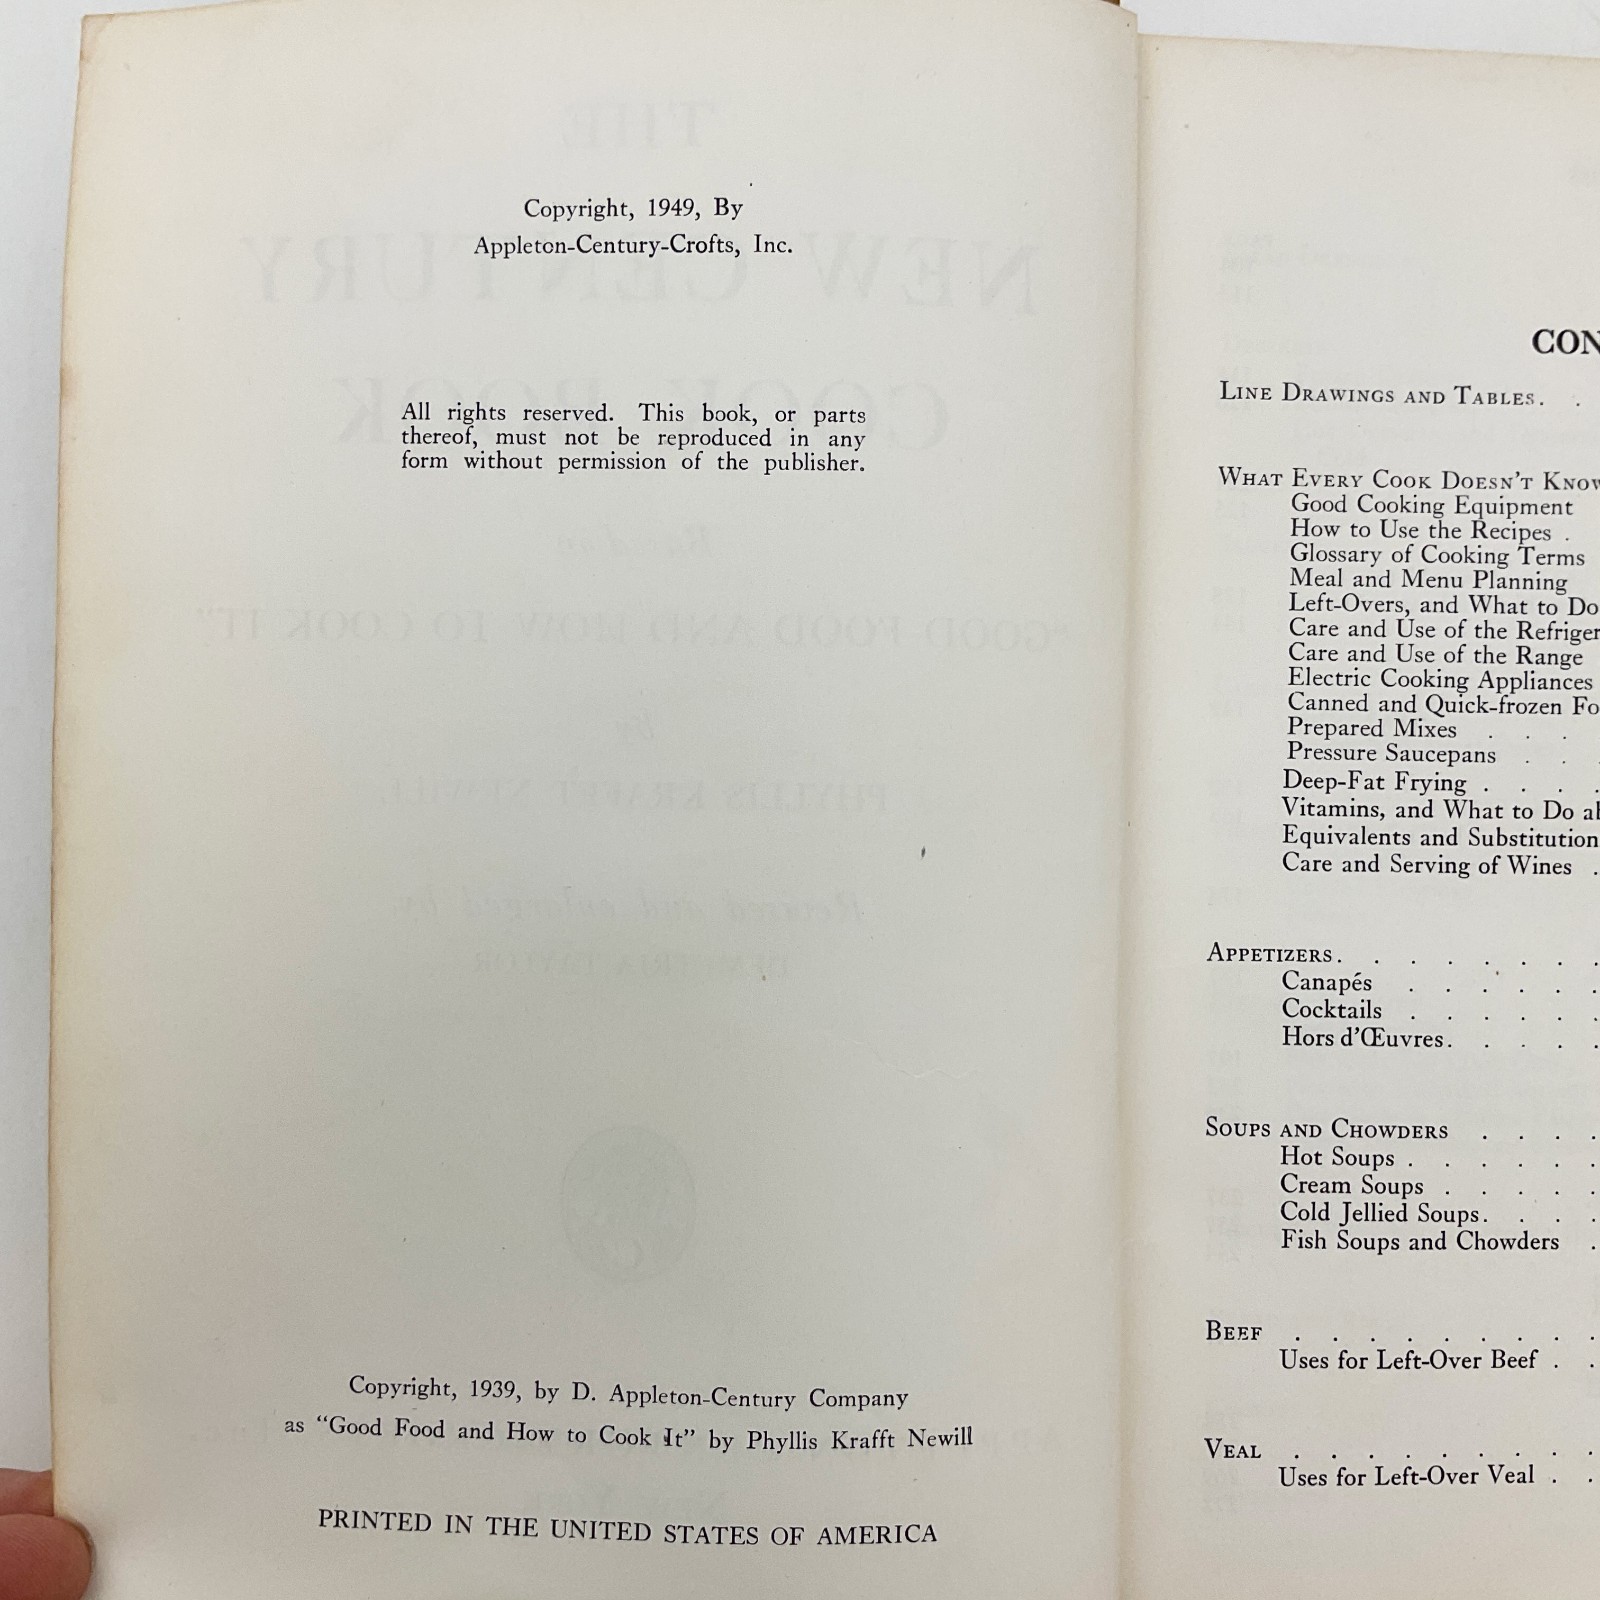 Copyright, 1949, By
Appleton-Century-Crofts, Inc.
All rights reserved. This book, or parts
thereof, must not be reproduced in any
form without permission of the publisher.
Copyright, 1939, by D. Appleton-Century Company
as “Good Food and How to Cook It” by Phyllis Krafft Newill
PRINTED IN THE UNITED STATES OF AMERICA
CON
LINE DRAWINGS AND TABLES. .
WHAT EVERY COOK DOESN'T KNOW
Good Cooking Equipment
How to Use the Recipes .
Glossary of Cooking Terms
Meal and Menu Planning
Left-Overs, and What to Do
Care and Use of the Refriger
Care and Use of the Range
Electric Cooking Appliances
Canned and Quick-frozen Fo
Prepared Mixes . . .
Pressure Saucepans . . .
Deep-Fat Frying . . . .
Vitamins, and What to Do ab
Equivalents and Substitution
Care and Serving of Wines .
APPETIZERS. . . . . . . .
Canapés . . . . . .
Cocktails . . . . . .
Hors d'Œuvres. . . . .
SOUPS AND CHOWDERS . . . .
Hot Soups . . . . . .
Cream Soups . . . . .
Cold Jellied Soups. . . .
Fish Soups and Chowders .
BEEF . . . . . . . . .
Uses for Left-Over Beef . .
VEAL . . . . . . . . .
Uses for Left-Over Veal . .